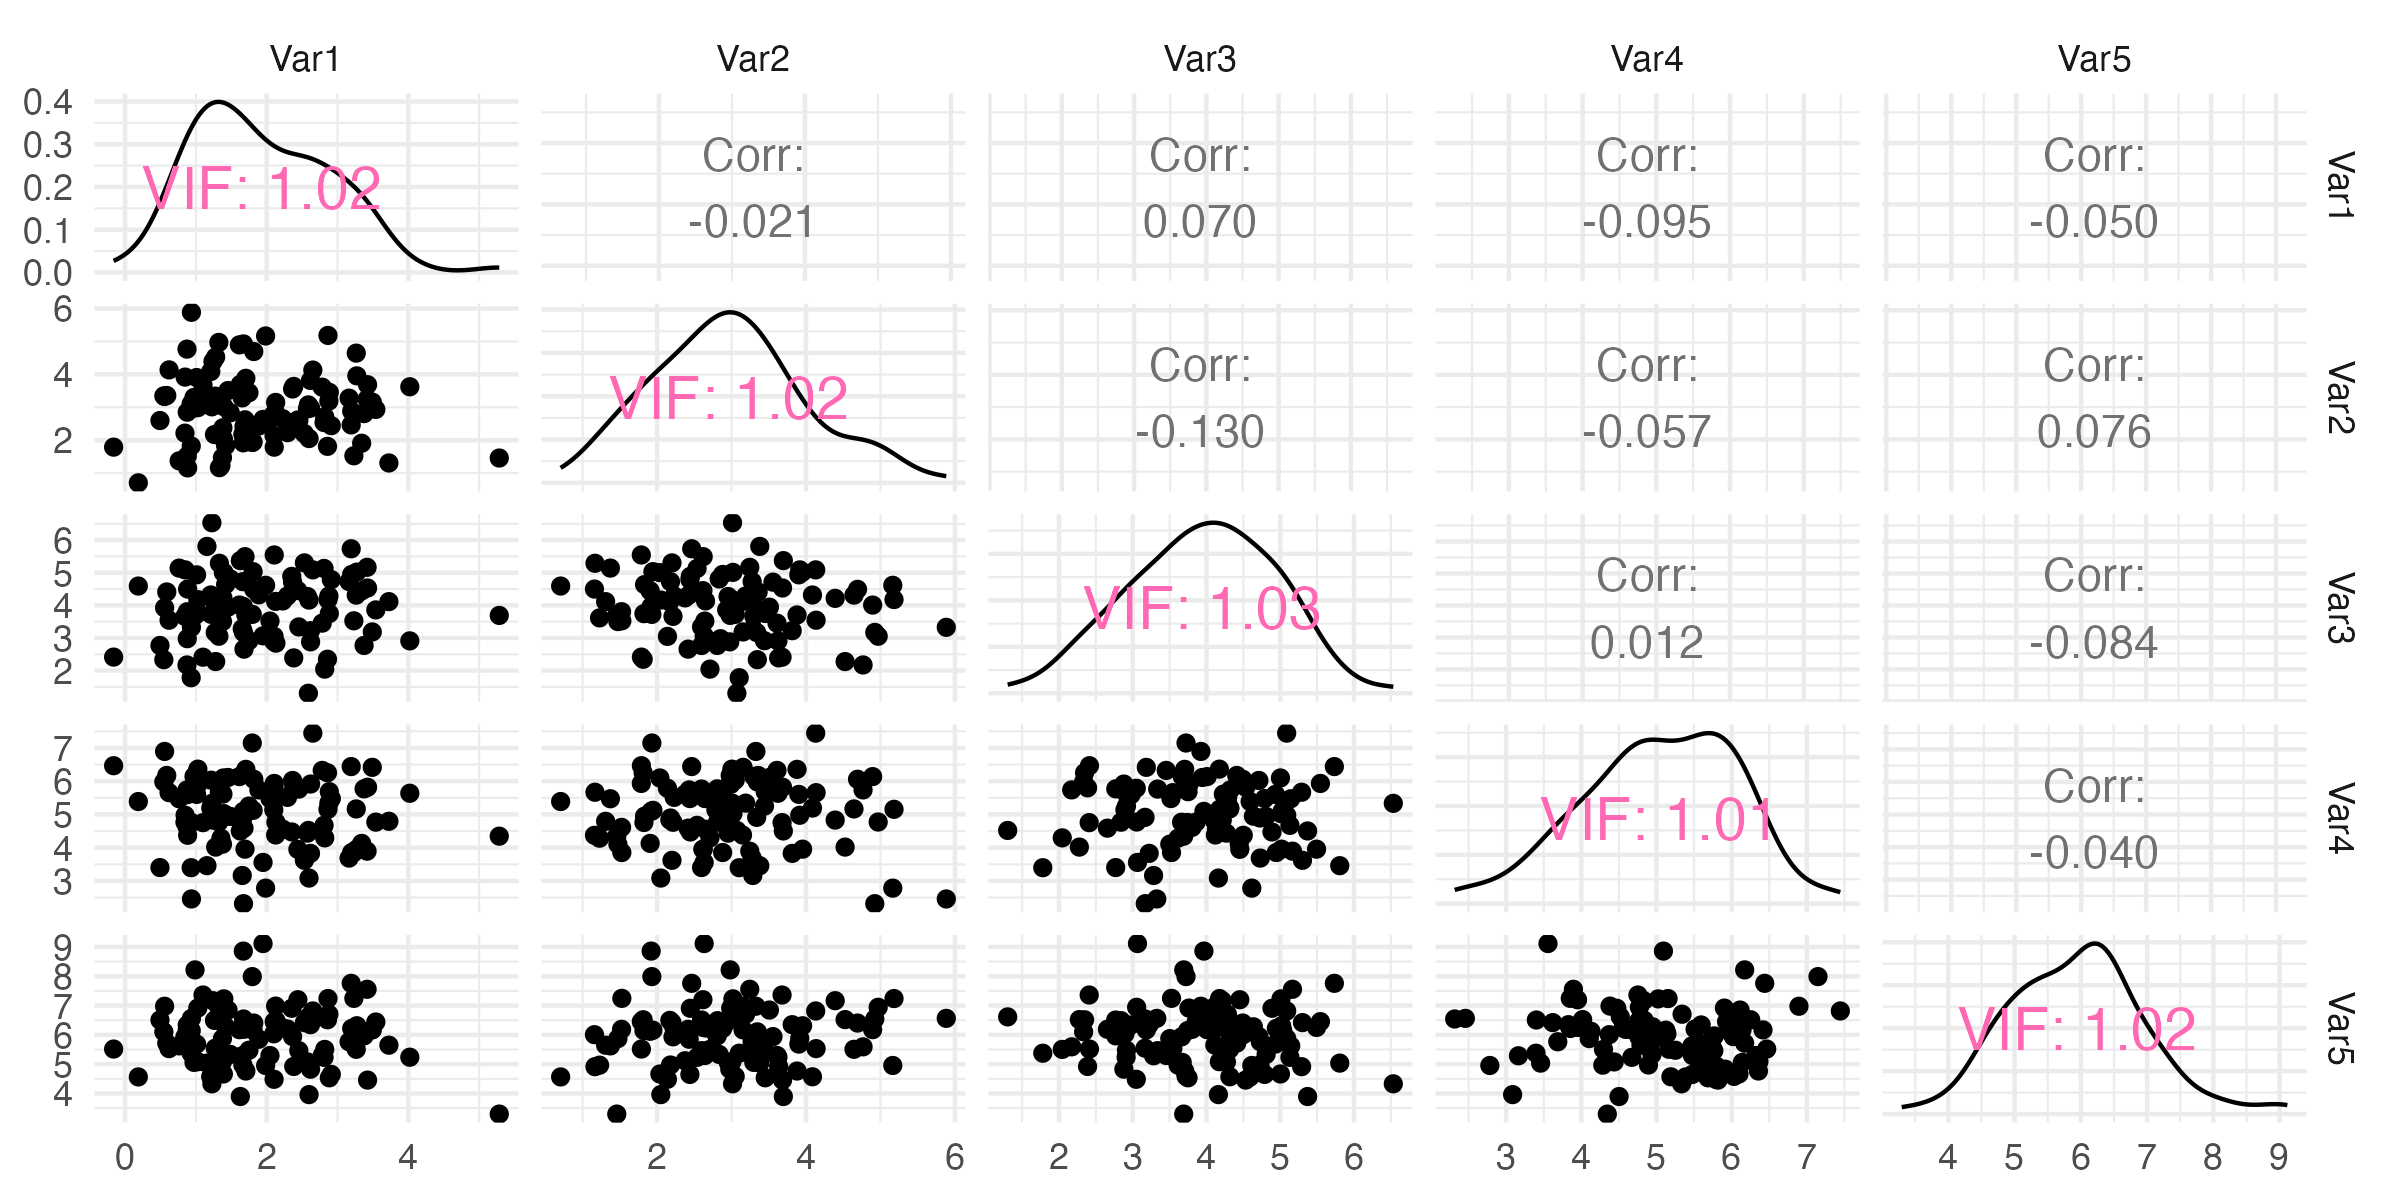 Var1 Var2 Var3 Var4 Var5
0.4
0.3
0.2
0.1
0.0
VIF: 1.02
Corr:
-0.021
Corr:
0.070
Corr:
-0.095
Corr:
-0.050
Var1
6
4
2
VIF: 1.02
Corr:
-0.130
Corr:
-0.057
Corr:
0.076
Var2
6
5
4
3
2
VIF: 1.03
Corr:
0.012
Corr:
-0.084
Var3
7
6
5
4
3
VIF: 1.01
Corr:
-0.040
Var4
9
8
7
6
5
4
VIF: 1.02
Var5
0 2 4 2 4 6 2 3 4 5 6 3 4 5 6 7 4 5 6 7 8 9